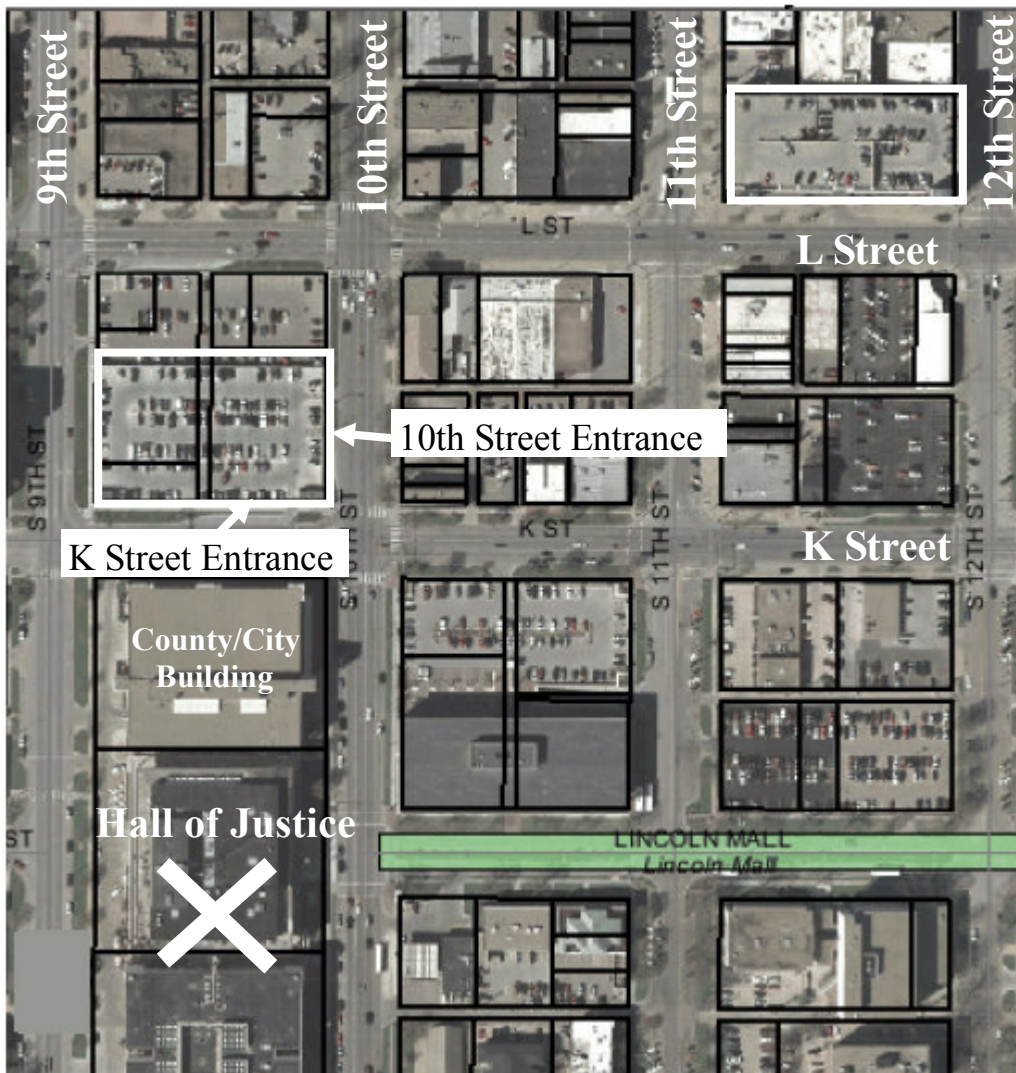 9th Street
10th Street
11th Street
12th Street
L ST
L Street
10th Street Entrance
S 9TH ST
K Street Entrance
K ST
K Street
S 11TH ST
S 12TH ST
County/City
Building
Hall of Justice
ST
LINCOLN MALL
Lincoln Mall